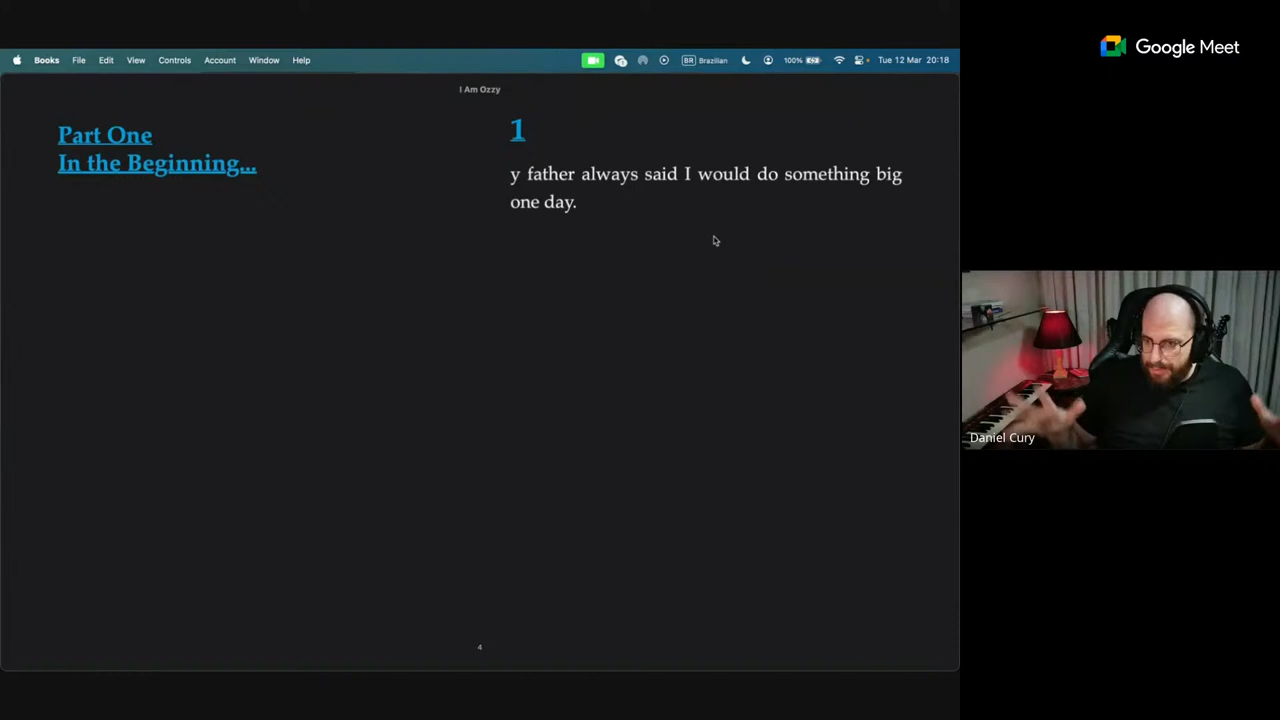 Books File Edit View Controls Account Window Help BR Brazilian 100% Tue 12 Mar 20:18
I Am Ozzy
Part One
In the Beginning...
1
y father always said I would do something big
one day.
4
Google Meet
Daniel Cury